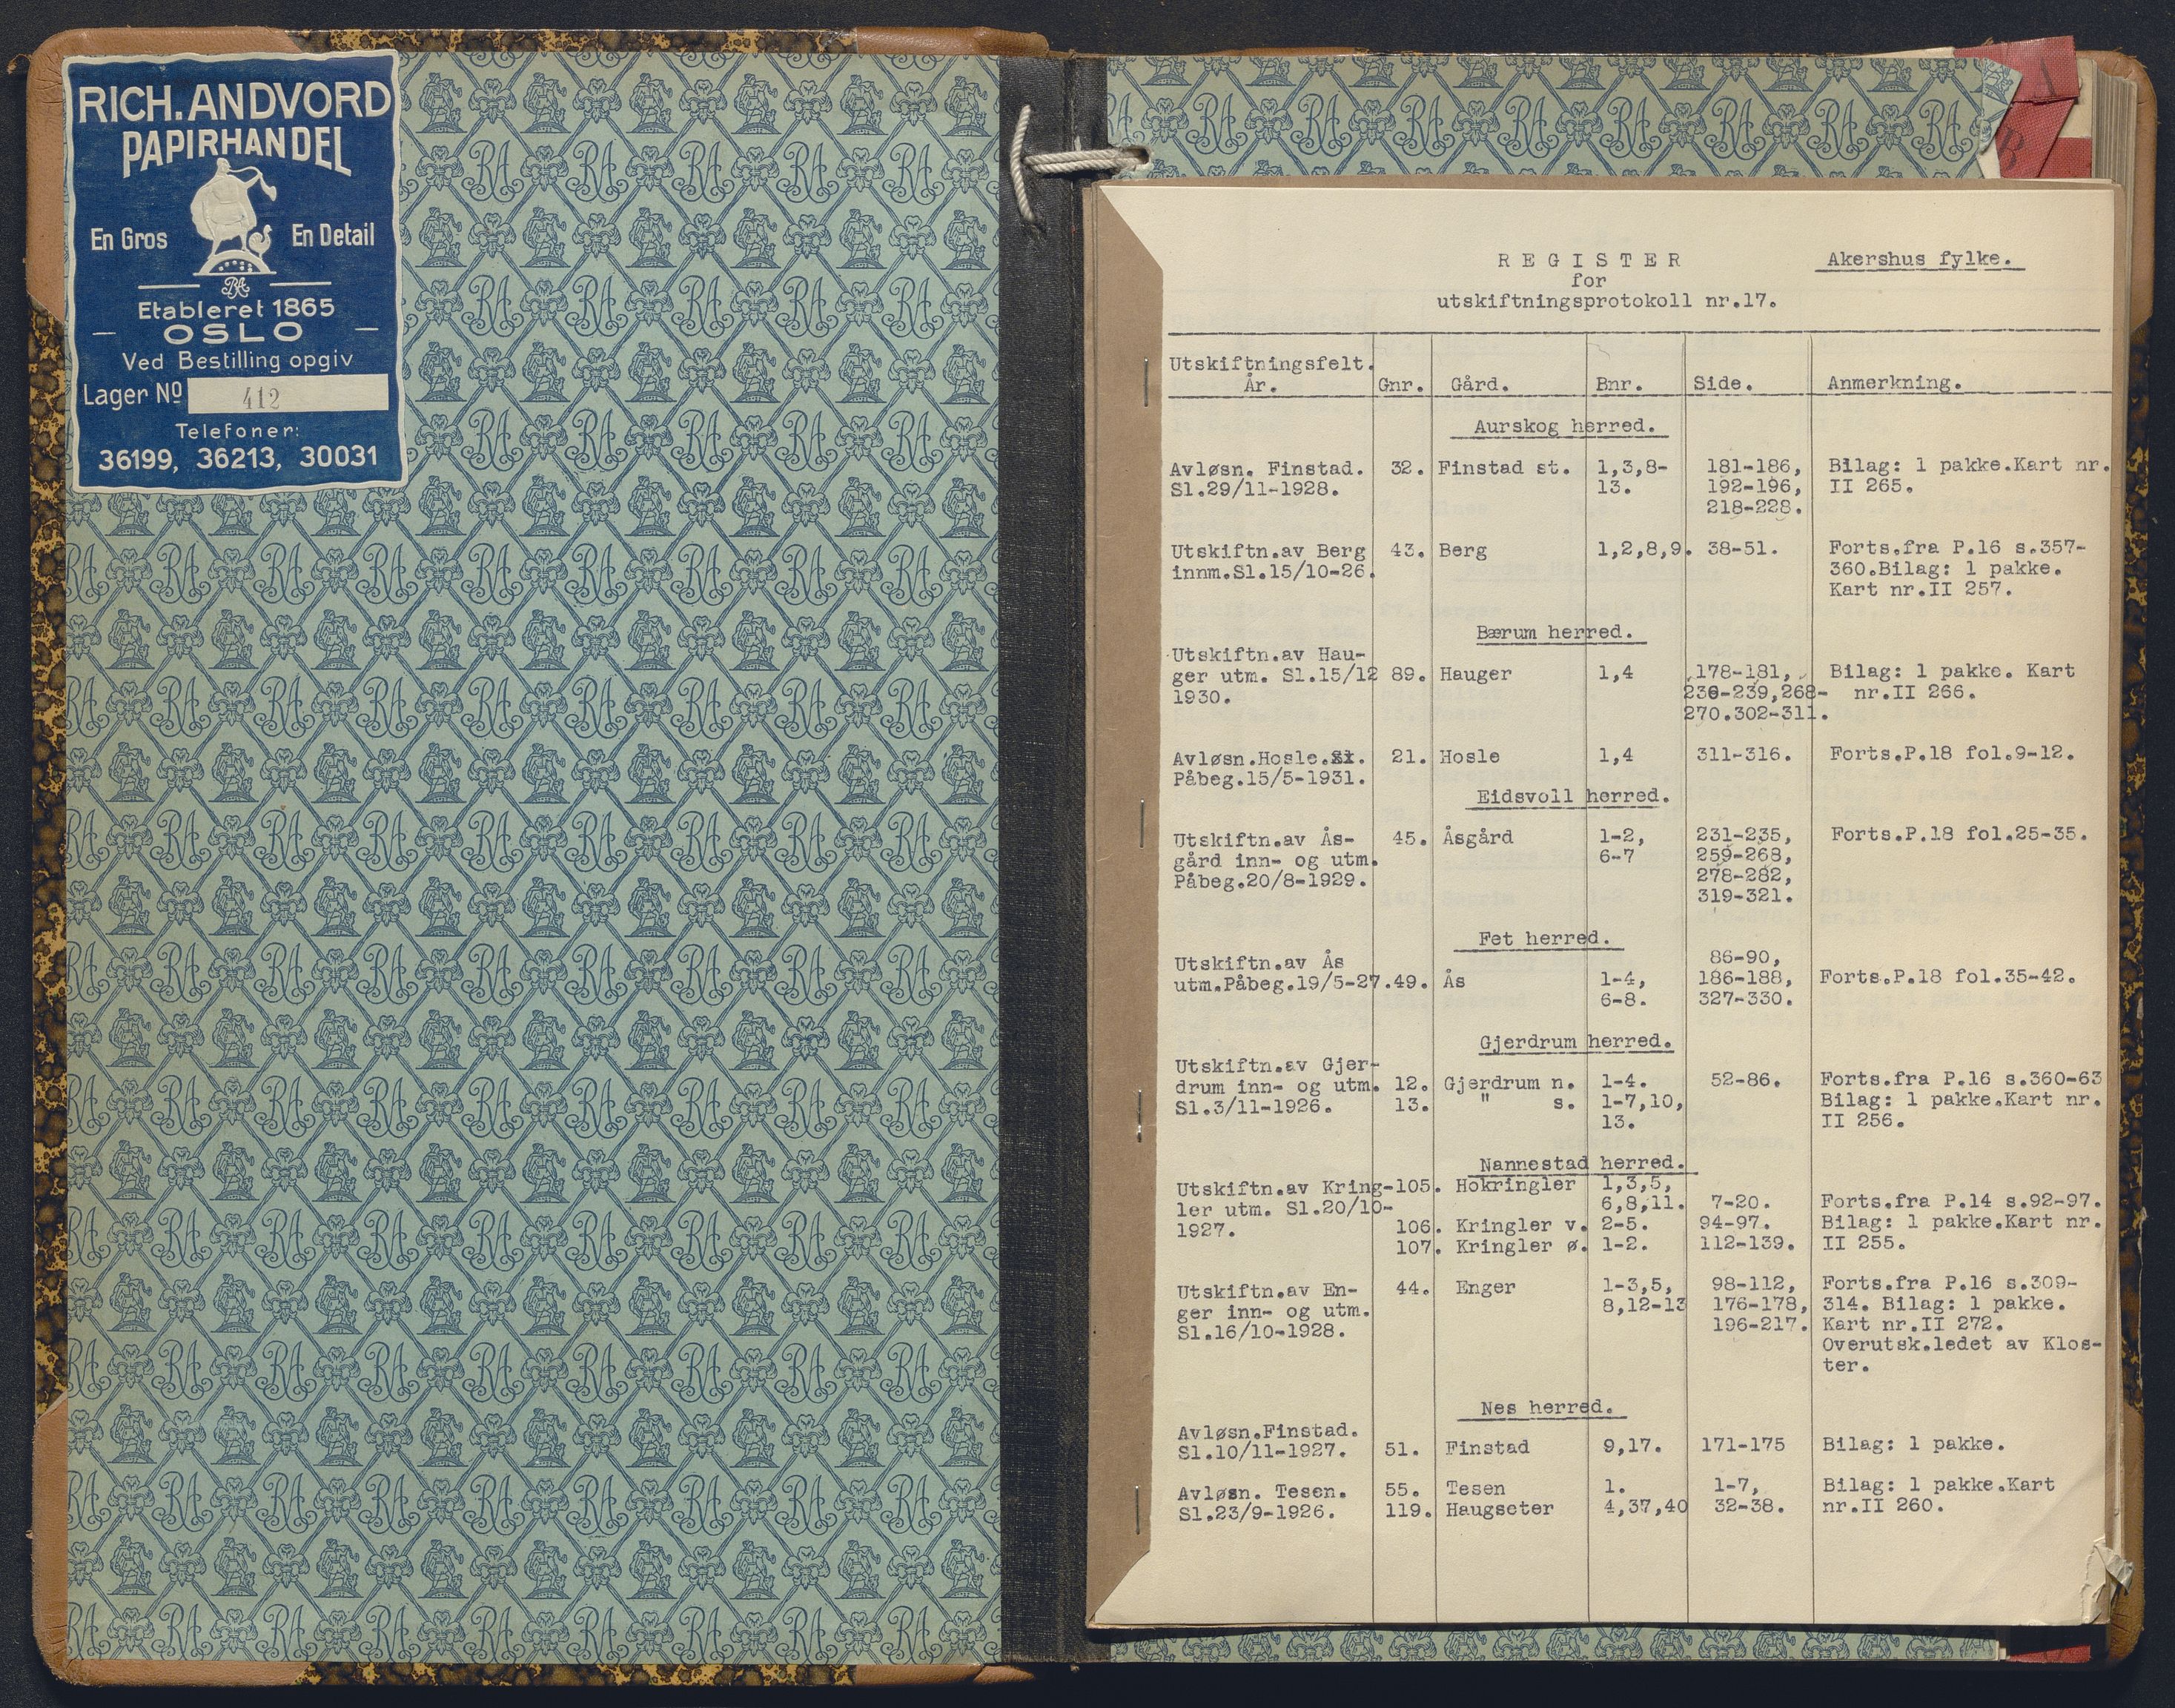 RICH. ANDVORD
PAPIRHANDEL
En Gros En Detail
RA
Etableret 1865
OSLO
Ved Bestilling opgiv
Lager No 412
Telefoner:
36199, 36213, 30031
A
B
REGISTER Akershus fylke.
for
utskiftningsprotokoll nr.17.
Utskiftningsfelt.
År. Gnr. Gård. Bnr. Side. Anmerkning.
Aurskog herred.
Avløsn. Finstad. 32. Finstad st. 1,3,8- 181-186, Bilag: 1 pakke.Kart nr.
Sl.29/11-1928. 13. 192-196, II 265.
218-228.
Utskiftn.av Berg 43. Berg 1,2,8,9. 38-51. Forts.fra P.16 s.357-
innm.Sl.15/10-26. 360.Bilag: 1 pakke.
Kart nr.II 257.
Bærum herred.
Utskiftn.av Hau-
ger utm. Sl.15/12 89. Hauger 1,4 178-181, Bilag: 1 pakke. Kart
1930. 230-239,268- nr.II 266.
270.302-311.
Avløsn.Hosle. 21. Hosle 1,4 311-316. Forts.P.18 fol.9-12.
Påbeg.15/5-1931.
Eidsvoll herred.
Utskiftn.av Ås- 45. Åsgård 1-2, 231-235, Forts.P.18 fol.25-35.
gård inn- og utm. 6-7 259-268,
Påbeg.20/8-1929. 278-282,
319-321.
Fet herred.
86-90,
Utskiftn.av Ås
utm.Påbeg.19/5-27. 49. Ås 1-4, 186-188, Forts.P.18 fol.35-42.
6-8. 327-330.
Gjerdrum herred.
Utskiftn.av Gjer-
drum inn- og utm. 12. Gjerdrum n. 1-4. 52-86. Forts.fra P.16 s.360-63
Sl.3/11-1926. 13. " s. 1-7,10, Bilag: 1 pakke.Kart nr.
13. II 256.
Nannestad herred.
Utskiftn.av Kring- 105. Hokringler 1,3,5,
ler utm. Sl.20/10- 6,8,11. 7-20. Forts.fra P.14 s.92-97.
1927. 106. Kringler v. 2-5. 94-97. Bilag: 1 pakke.Kart nr.
107. Kringler ø. 1-2. 112-139. II 255.
Utskiftn.av En- 44. Enger 1-3,5, 98-112, Forts.fra P.16 s.309-
ger inn- og utm. 8,12-13 176-178, 314. Bilag: 1 pakke.
Sl.16/10-1928. 196-217. Kart nr.II 272.
Overutsk.ledet av Klos-
ter.
Nes herred.
Avløsn.Finstad.
Sl.10/11-1927. 51. Finstad 9,17. 171-175 Bilag: 1 pakke.
Avløsn. Tesen. 55. Tesen 1. 1-7, Bilag: 1 pakke.Kart
Sl.23/9-1926. 119. Haugseter 4,37,40 32-38. nr.II 260.